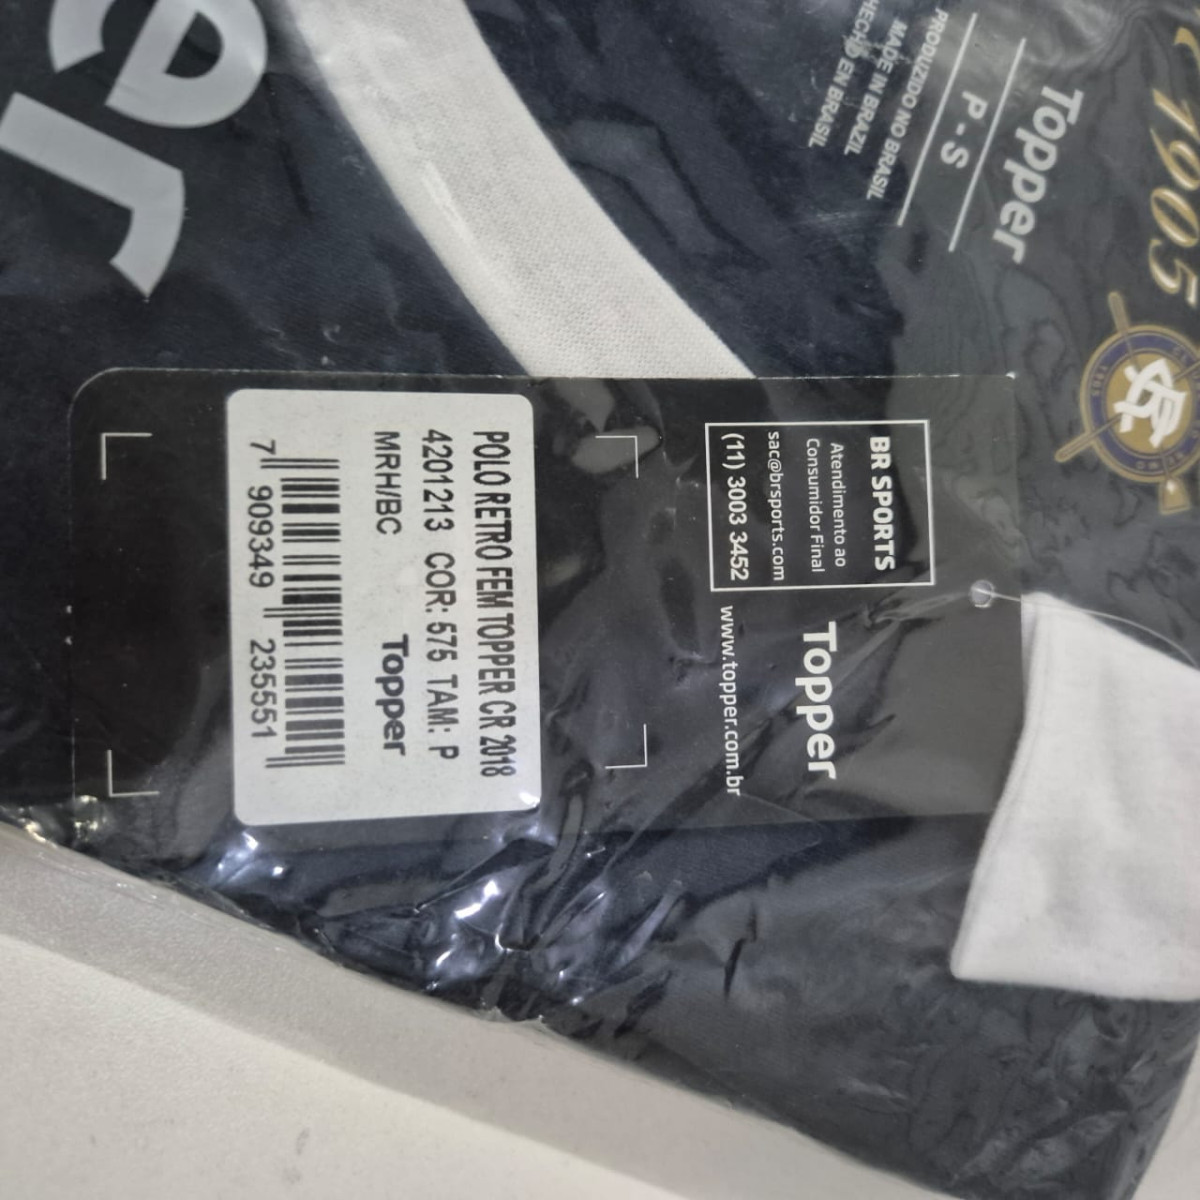 er
1905
Topper
P - S
PRODUZIDO NO BRASIL
MADE IN BRAZIL
HECHO EN BRASIL
BR SPORTS
Atendimento ao
Consumidor Final
sac@brsports.com
(11) 3003 3452
Topper
www.topper.com.br
POLO RETRO FEM TOPPER CR 2018
4201213 COR: 575 TAM: P
MRH/BC
Topper
7 909349 235551